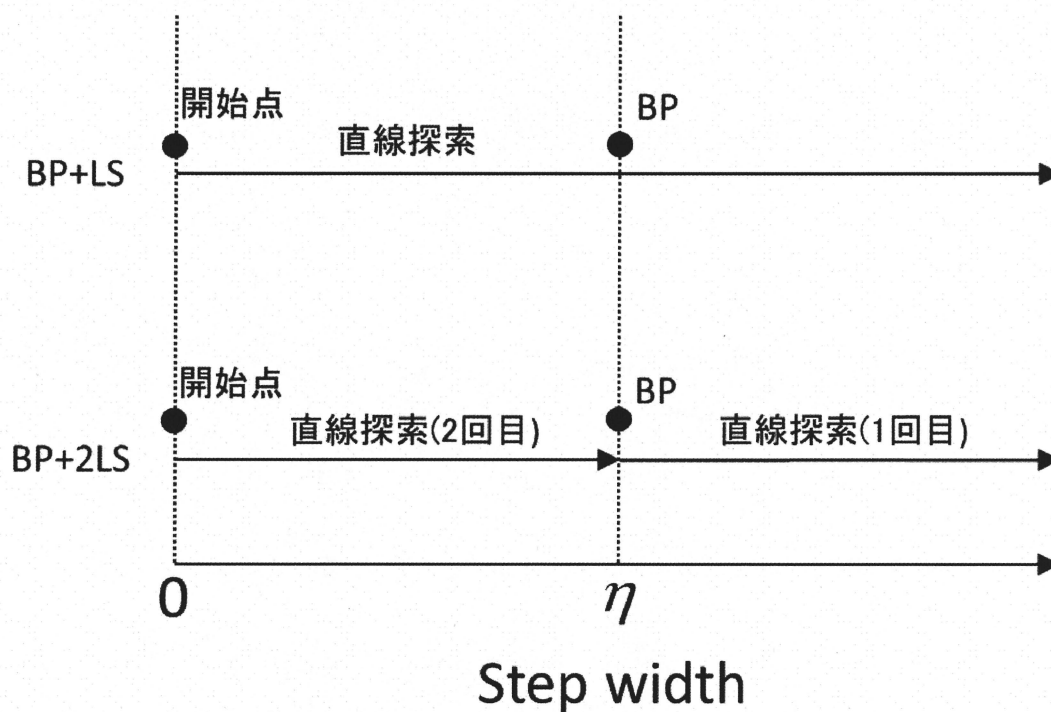 開始点
BP
直線探索
BP+LS
開始点
BP
直線探索(2回目)
直線探索(1回目)
BP+2LS
0
η
Step width